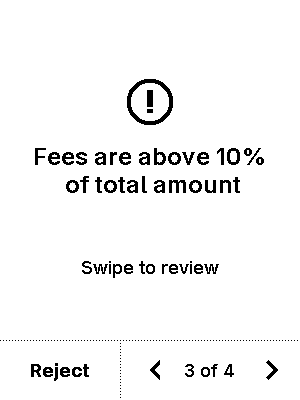 Fees are above 10%
of total amount
Swipe to review
Reject
3 of 4